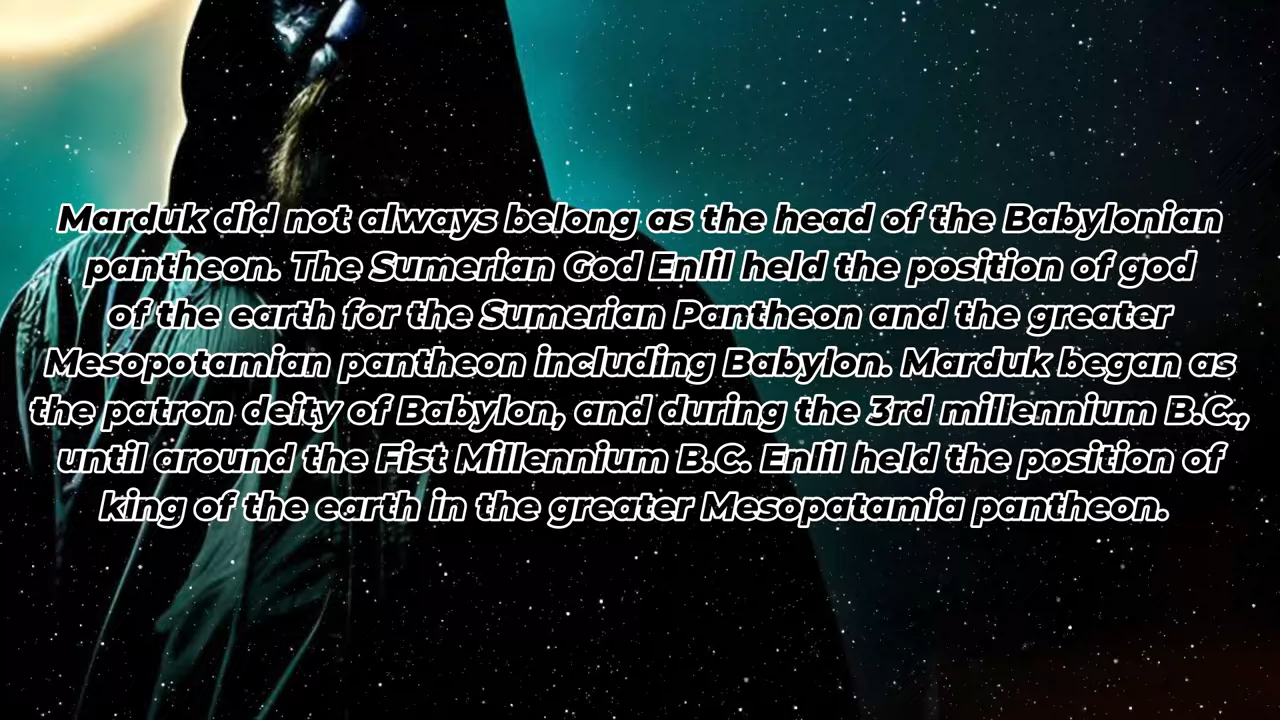 Marduk did not always belong as the head of the Babylonian
pantheon. The Sumerian God Enlil held the position of god
of the earth for the Sumerian Pantheon and the greater
Mesopotamian pantheon including Babylon. Marduk began as
the patron deity of Babylon, and during the 3rd millennium B.C.,
until around the Fist Millennium B.C. Enlil held the position of
king of the earth in the greater Mesopatamia pantheon.